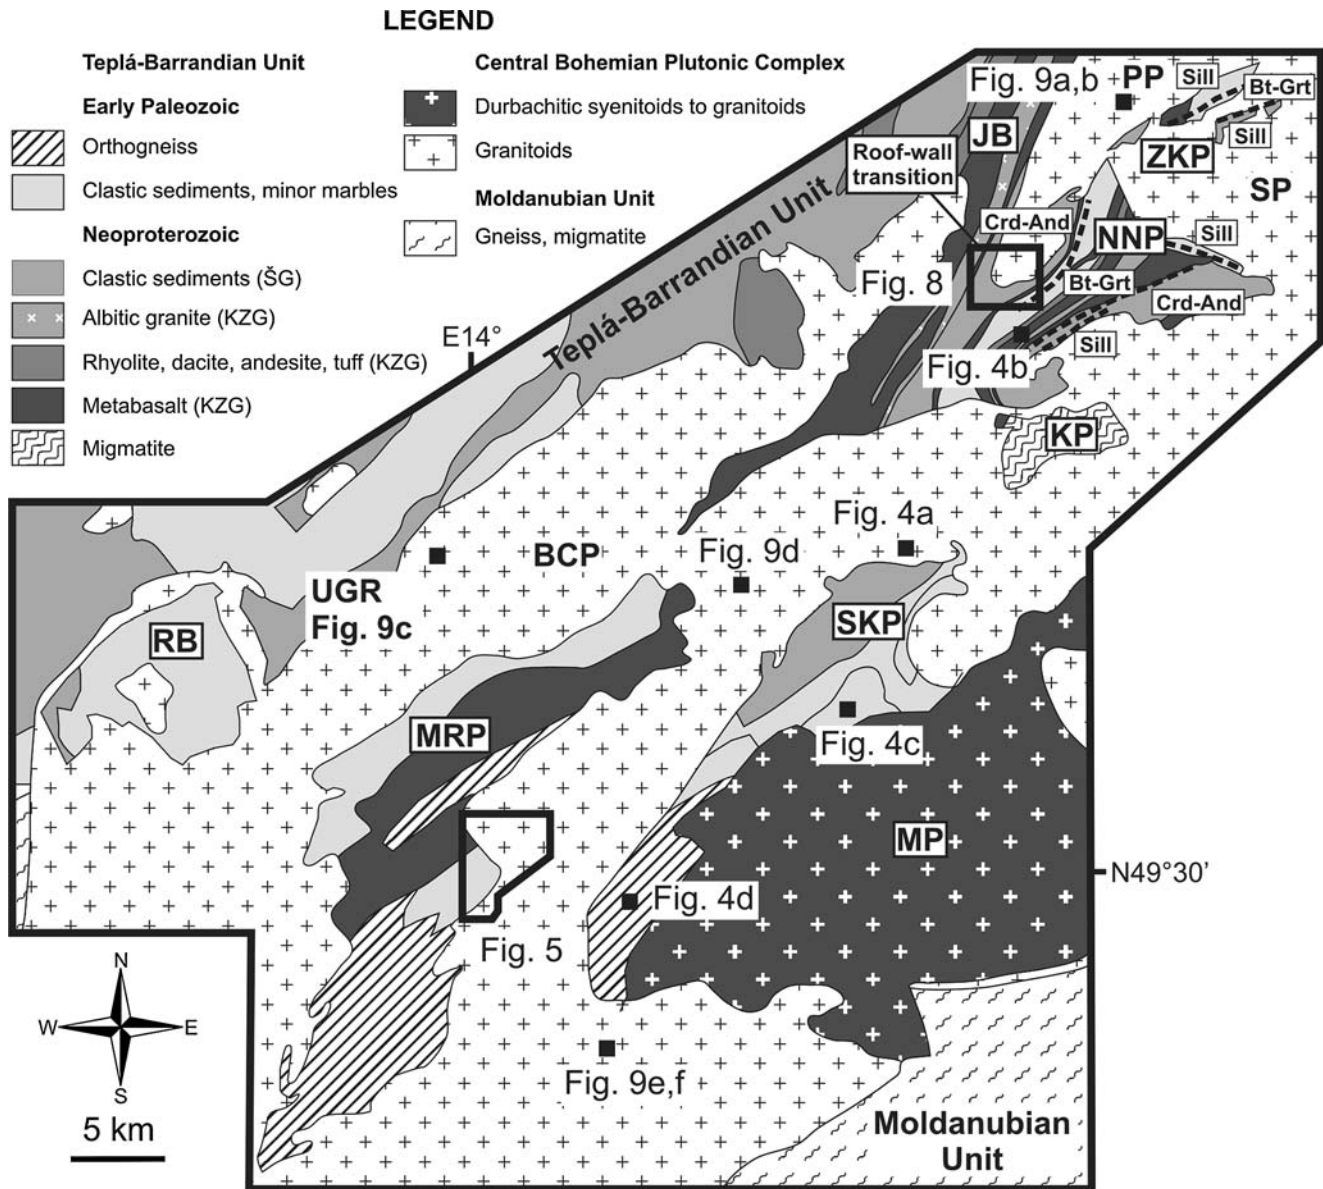 LEGEND
Teplá-Barrandian Unit
Early Paleozoic
Orthogneiss
Clastic sediments, minor marbles
Neoproterozoic
Clastic sediments (ŠG)
Albitic granite (KZG)
Rhyolite, dacite, andesite, tuff (KZG)
Metabasalt (KZG)
Migmatite
Central Bohemian Plutonic Complex
Durbachitic syenitoids to granitoids
Granitoids
Moldanubian Unit
Gneiss, migmatite
Fig. 9a,b
PP
Sill
Bt-Grt
JB
Sill
ZKP
Roof-wall
transition
SP
Crd-And
NNP
Sill
Teplá-Barrandian Unit
Fig. 8
Bt-Grt
Crd-And
E14°
Sill
Fig. 4b
KP
Fig. 4a
BCP
Fig. 9d
UGR
Fig. 9c
RB
SKP
MRP
Fig. 4c
MP
N49°30'
Fig. 4d
Fig. 5
N
W
E
S
5 km
Fig. 9e,f
Moldanubian
Unit